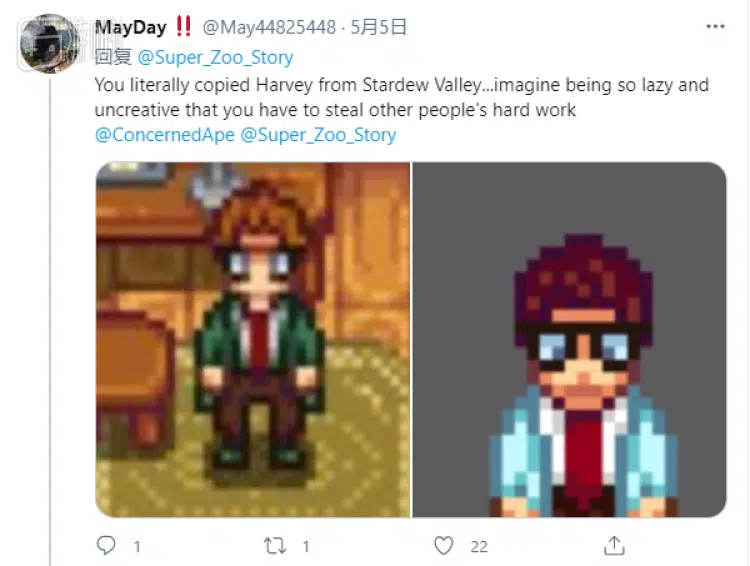 MayDay ‼️ @May44825448 · 5月5日
回复 @Super_Zoo_Story
You literally copied Harvey from Stardew Valley...imagine being so lazy and
uncreative that you have to steal other people's hard work
@ConcernedApe @Super_Zoo_Story
1 1 22